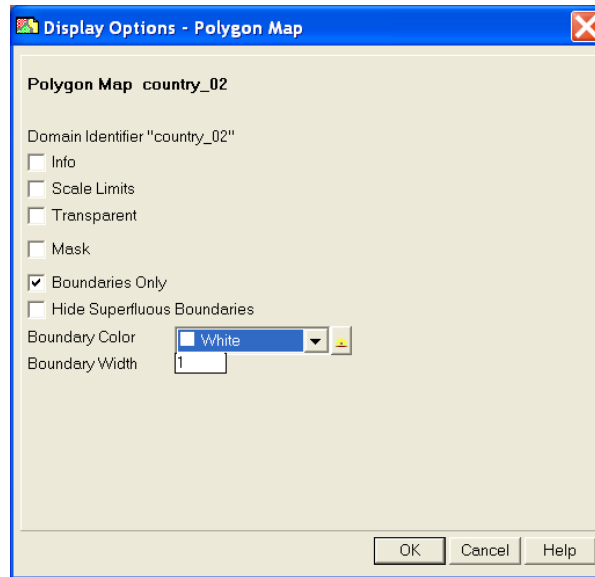 Display Options - Polygon Map
Polygon Map country_02
Domain Identifier "country_02"
Info
Scale Limits
Transparent
Mask
Boundaries Only
Hide Superfluous Boundaries
Boundary Color White
Boundary Width 1
OK Cancel Help